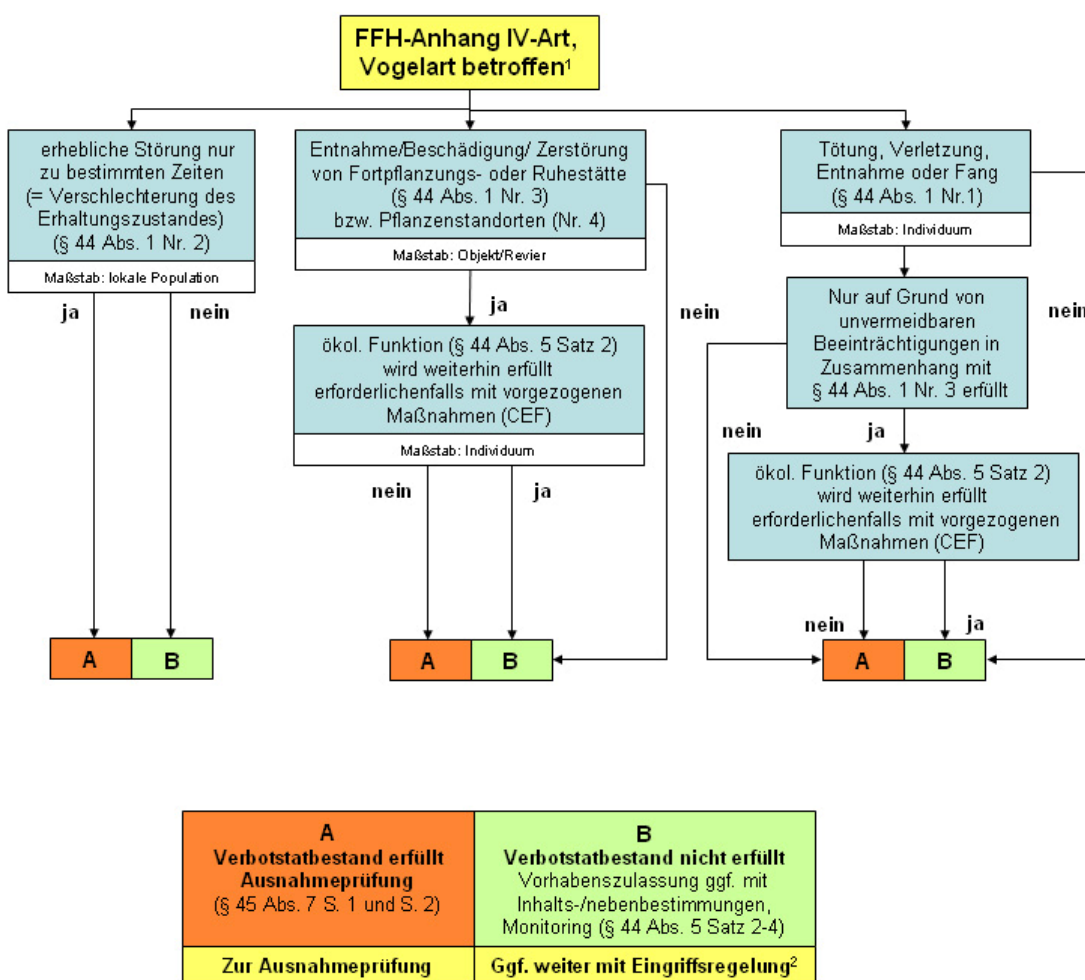 FFH-Anhang IV-Art,
Vogelart betroffen¹
erhebliche Störung nur
zu bestimmten Zeiten
(= Verschlechterung des
Erhaltungszustandes)
(§ 44 Abs. 1 Nr. 2)
Maßstab: lokale Population
ja
nein
A
B
Entnahme/Beschädigung/ Zerstörung
von Fortpflanzungs- oder Ruhestätte
(§ 44 Abs. 1 Nr. 3)
bzw. Pflanzenstandorten (Nr. 4)
Maßstab: Objekt/Revier
ja
nein
ökol. Funktion (§ 44 Abs. 5 Satz 2)
wird weiterhin erfüllt
erforderlichenfalls mit vorgezogenen
Maßnahmen (CEF)
Maßstab: Individuum
nein
ja
A
B
Tötung, Verletzung,
Entnahme oder Fang
(§ 44 Abs. 1 Nr.1)
Maßstab: Individuum
nein
Nur auf Grund von
unvermeidbaren
Beeinträchtigungen in
Zusammenhang mit
§ 44 Abs. 1 Nr. 3 erfüllt
nein
ja
ökol. Funktion (§ 44 Abs. 5 Satz 2)
wird weiterhin erfüllt
erforderlichenfalls mit vorgezogenen
Maßnahmen (CEF)
nein
ja
A
B
A
Verbotstatbestand erfüllt
Ausnahmeprüfung
(§ 45 Abs. 7 S. 1 und S. 2)
B
Verbotstatbestand nicht erfüllt
Vorhabenszulassung ggf. mit
Inhalts-/nebenbestimmungen,
Monitoring (§ 44 Abs. 5 Satz 2-4)
Zur Ausnahmeprüfung
Ggf. weiter mit Eingriffsregelung²